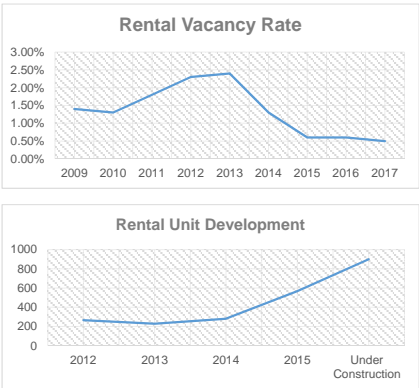 Rental Vacancy Rate
3.00%
2.50%
2.00%
1.50%
1.00%
0.50%
0.00%
2009 2010 2011 2012 2013 2014 2015 2016 2017
Rental Unit Development
1000
800
600
400
200
0
2012 2013 2014 2015 Under
Construction